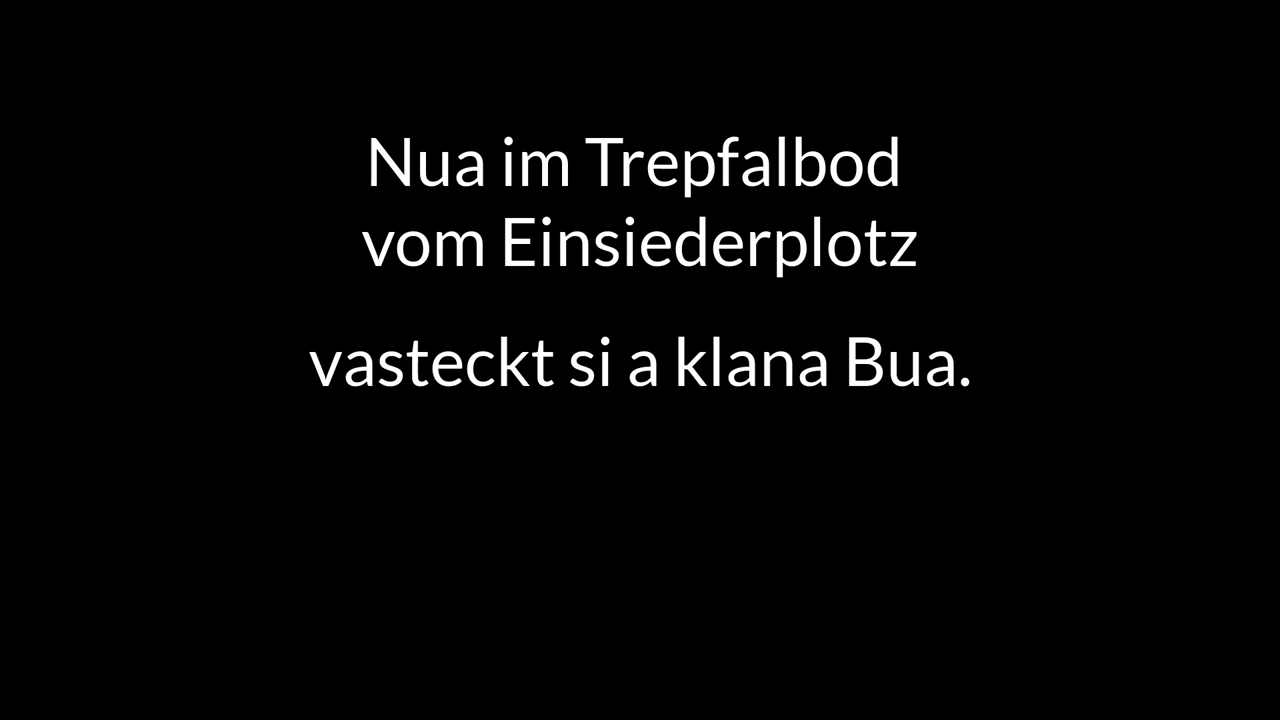 Nua im Trepfalbod
vom Einsiederplotz
vasteckt si a klana Bua.